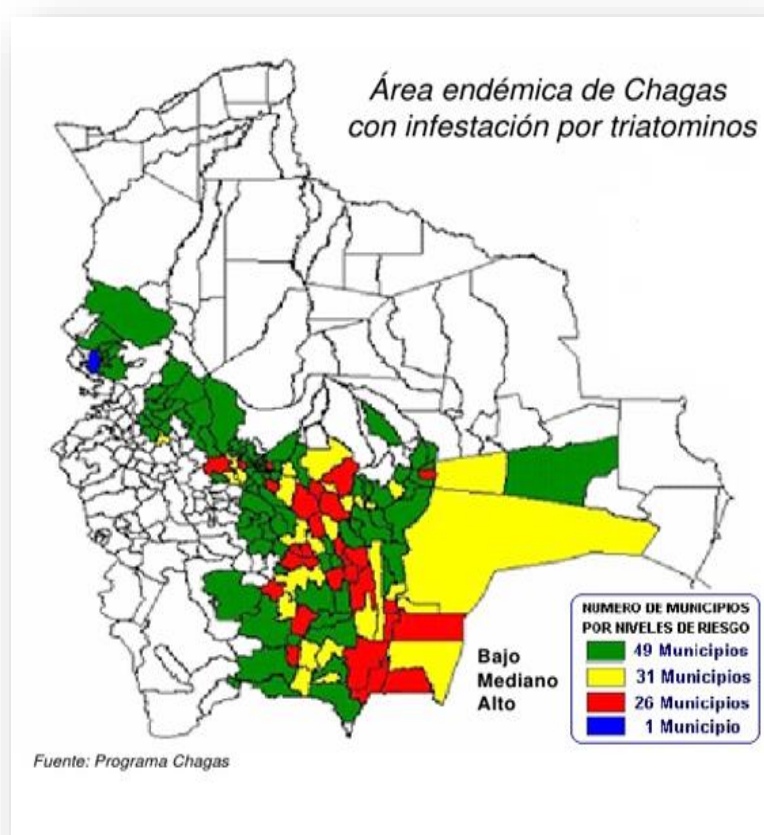 Área endémica de Chagas
con infestación por triatominos
NUMERO DE MUNICIPIOS
POR NIVELES DE RIESGO
Bajo
49 Municipios
Mediano
31 Municipios
Alto
26 Municipios
1 Municipio
Fuente: Programa Chagas